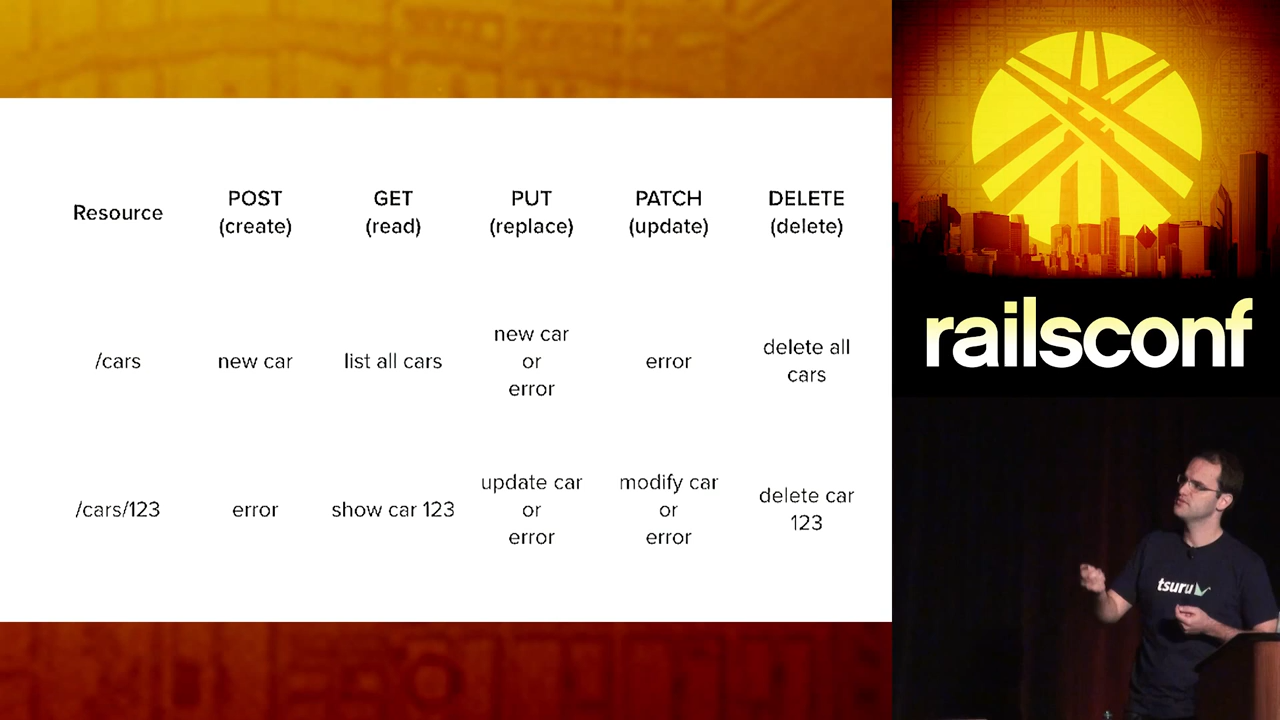 Resource
POST
(create)
GET
(read)
PUT
(replace)
PATCH
(update)
DELETE
(delete)
/cars
new car
list all cars
new car
or
error
error
delete all
cars
/cars/123
error
show car 123
update car
or
error
modify car
or
error
delete car
123
railsconf
tsuru